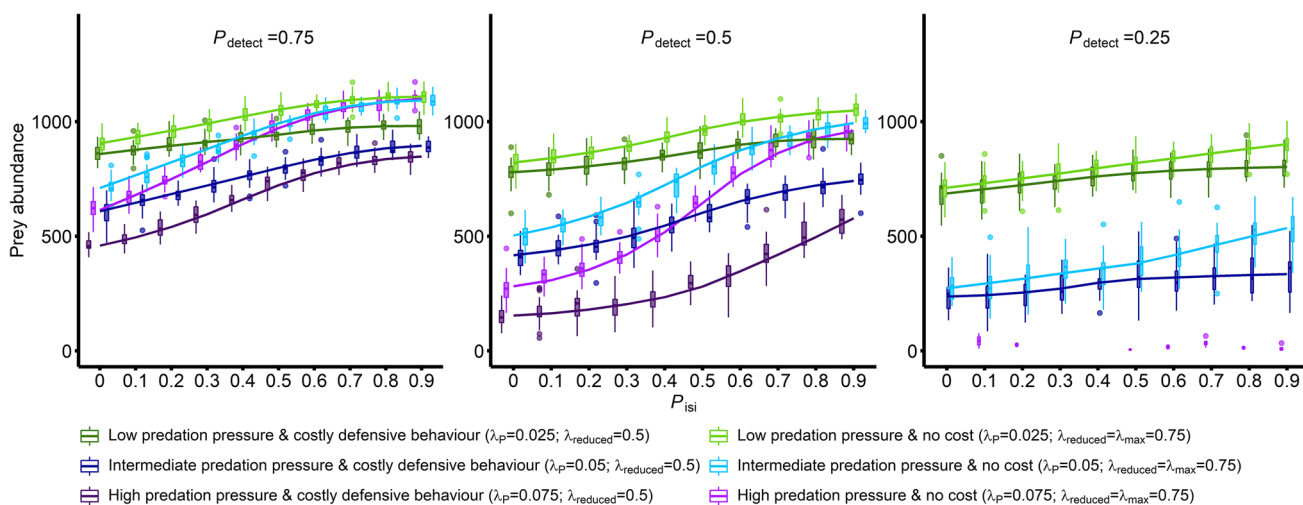 P detect =0.75
P detect =0.5
P detect =0.25
Prey abundance
1000
500
0
0 0.1 0.2 0.3 0.4 0.5 0.6 0.7 0.8 0.9
1000
500
0
0 0.1 0.2 0.3 0.4 0.5 0.6 0.7 0.8 0.9
1000
500
0
0 0.1 0.2 0.3 0.4 0.5 0.6 0.7 0.8 0.9
P isi
Low predation pressure & costly defensive behaviour (λP=0.025; λreduced=0.5)
Low predation pressure & no cost (λP=0.025; λreduced=λmax=0.75)
Intermediate predation pressure & costly defensive behaviour (λP=0.05; λreduced=0.5)
Intermediate predation pressure & no cost (λP=0.05; λreduced=λmax=0.75)
High predation pressure & costly defensive behaviour (λP=0.075; λreduced=0.5)
High predation pressure & no cost (λP=0.075; λreduced=λmax=0.75)